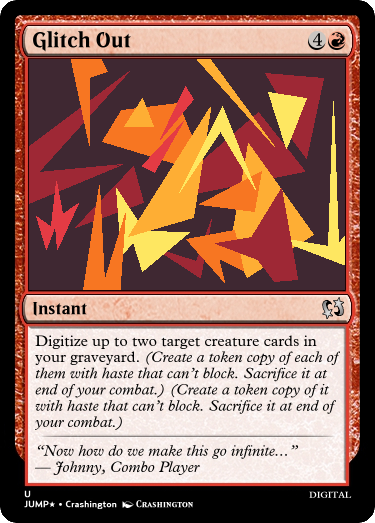 Glitch Out 4
Instant
Digitize up to two target creature cards in
your graveyard. (Create a token copy of each of
them with haste that can't block. Sacrifice it at
end of your combat.) (Create a token copy of it
with haste that can't block. Sacrifice it at end of
your combat.)
"Now how do we make this go infinite..."
— Johnny, Combo Player
U DIGITAL
JUMP★ • Crashington CRASHINGTON